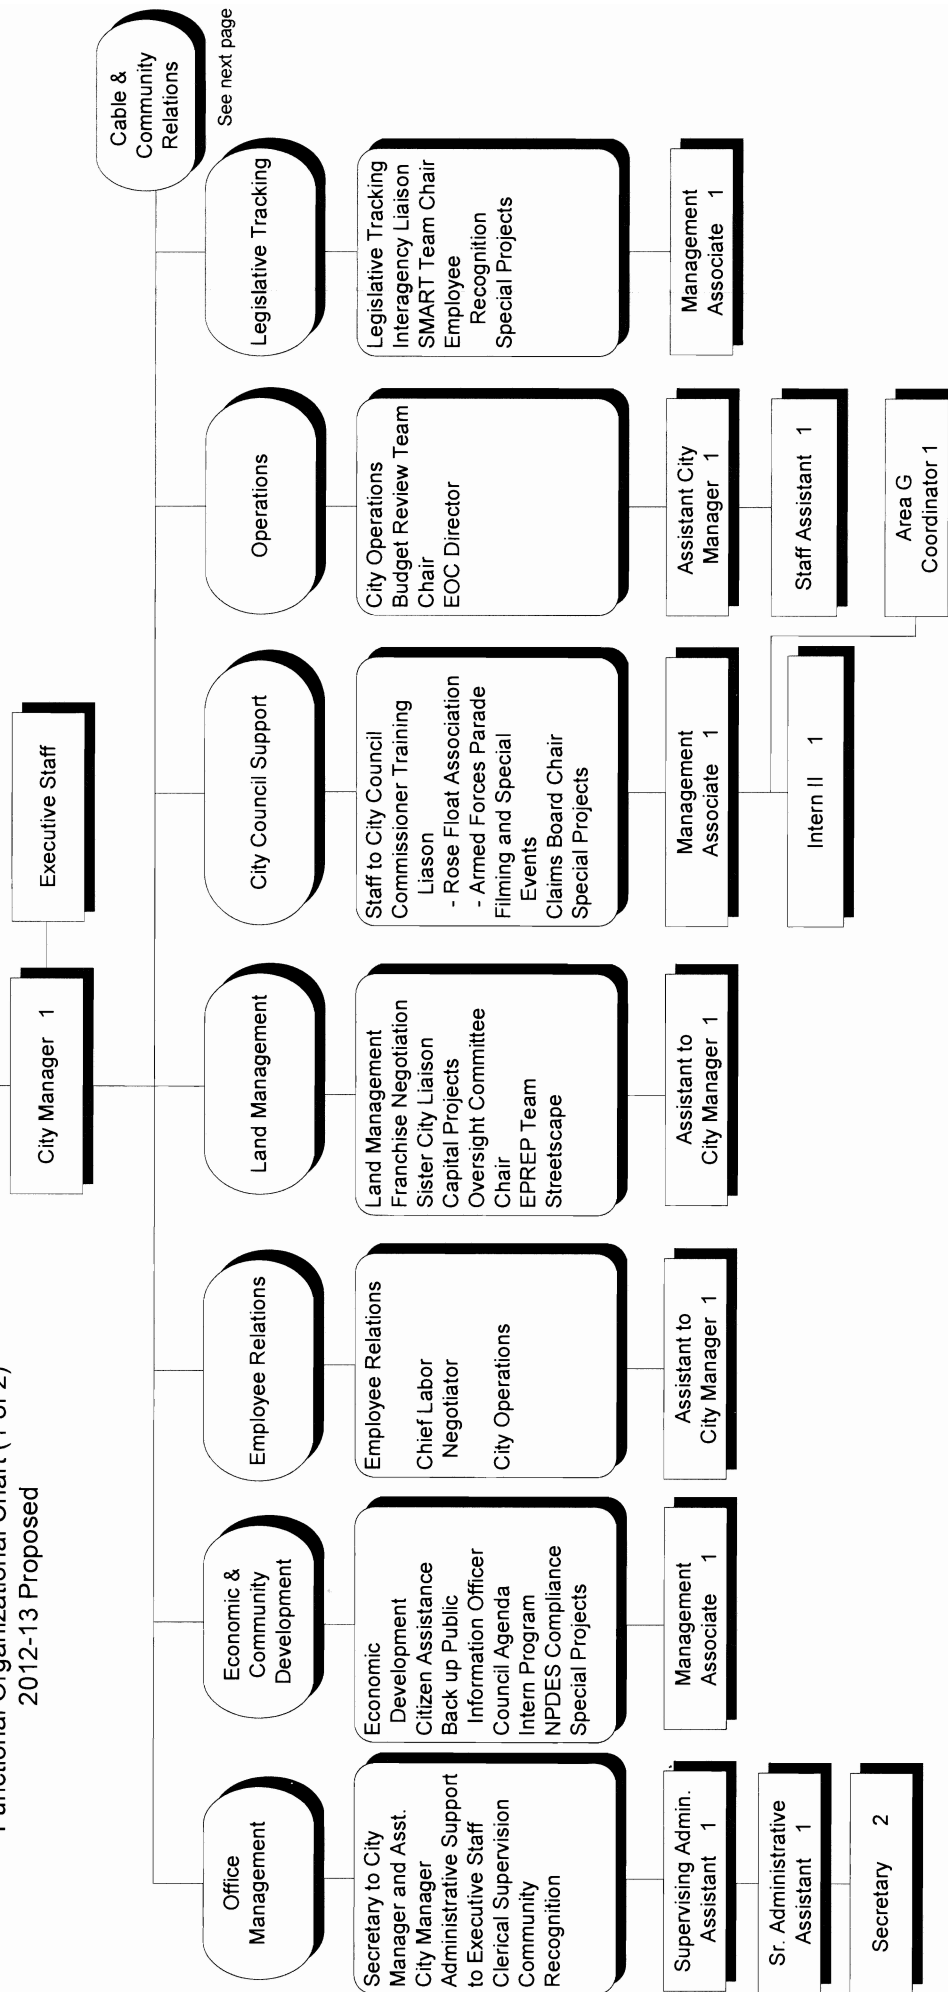 Functional Organizational Chart (1 of 2)
2012-13 Proposed
City Manager 1
Executive Staff
Office
Management
Secretary to City
Manager and Asst.
City Manager
Administrative Support
to Executive Staff
Clerical Supervision
Community
Recognition
Supervising Admin.
Assistant 1
Sr. Administrative
Assistant 1
Secretary 2
Economic &
Community
Development
Economic
Development
Citizen Assistance
Back up Public
Information Officer
Council Agenda
Intern Program
NPDES Compliance
Special Projects
Management
Associate 1
Employee Relations
Employee Relations
Chief Labor
Negotiator
City Operations
Assistant to
City Manager 1
Land Management
Land Management
Franchise Negotiation
Sister City Liaison
Capital Projects
Oversight Committee
Chair
EPREP Team
Streetscape
Assistant to
City Manager 1
City Council Support
Staff to City Council
Commissioner Training
Liason
- Rose Float Association
- Armed Forces Parade
Filming and Special
Events
Claims Board Chair
Special Projects
Management
Associate 1
Intern II 1
Area G
Coordinator 1
Operations
City Operations
Budget Review Team
Chair
EOC Director
Assistant City
Manager 1
Staff Assistant 1
Legislative Tracking
Legislative Tracking
Interagency Liaison
SMART Team Chair
Employee
Recognition
Special Projects
Management
Associate 1
Cable &
Community
Relations
See next page